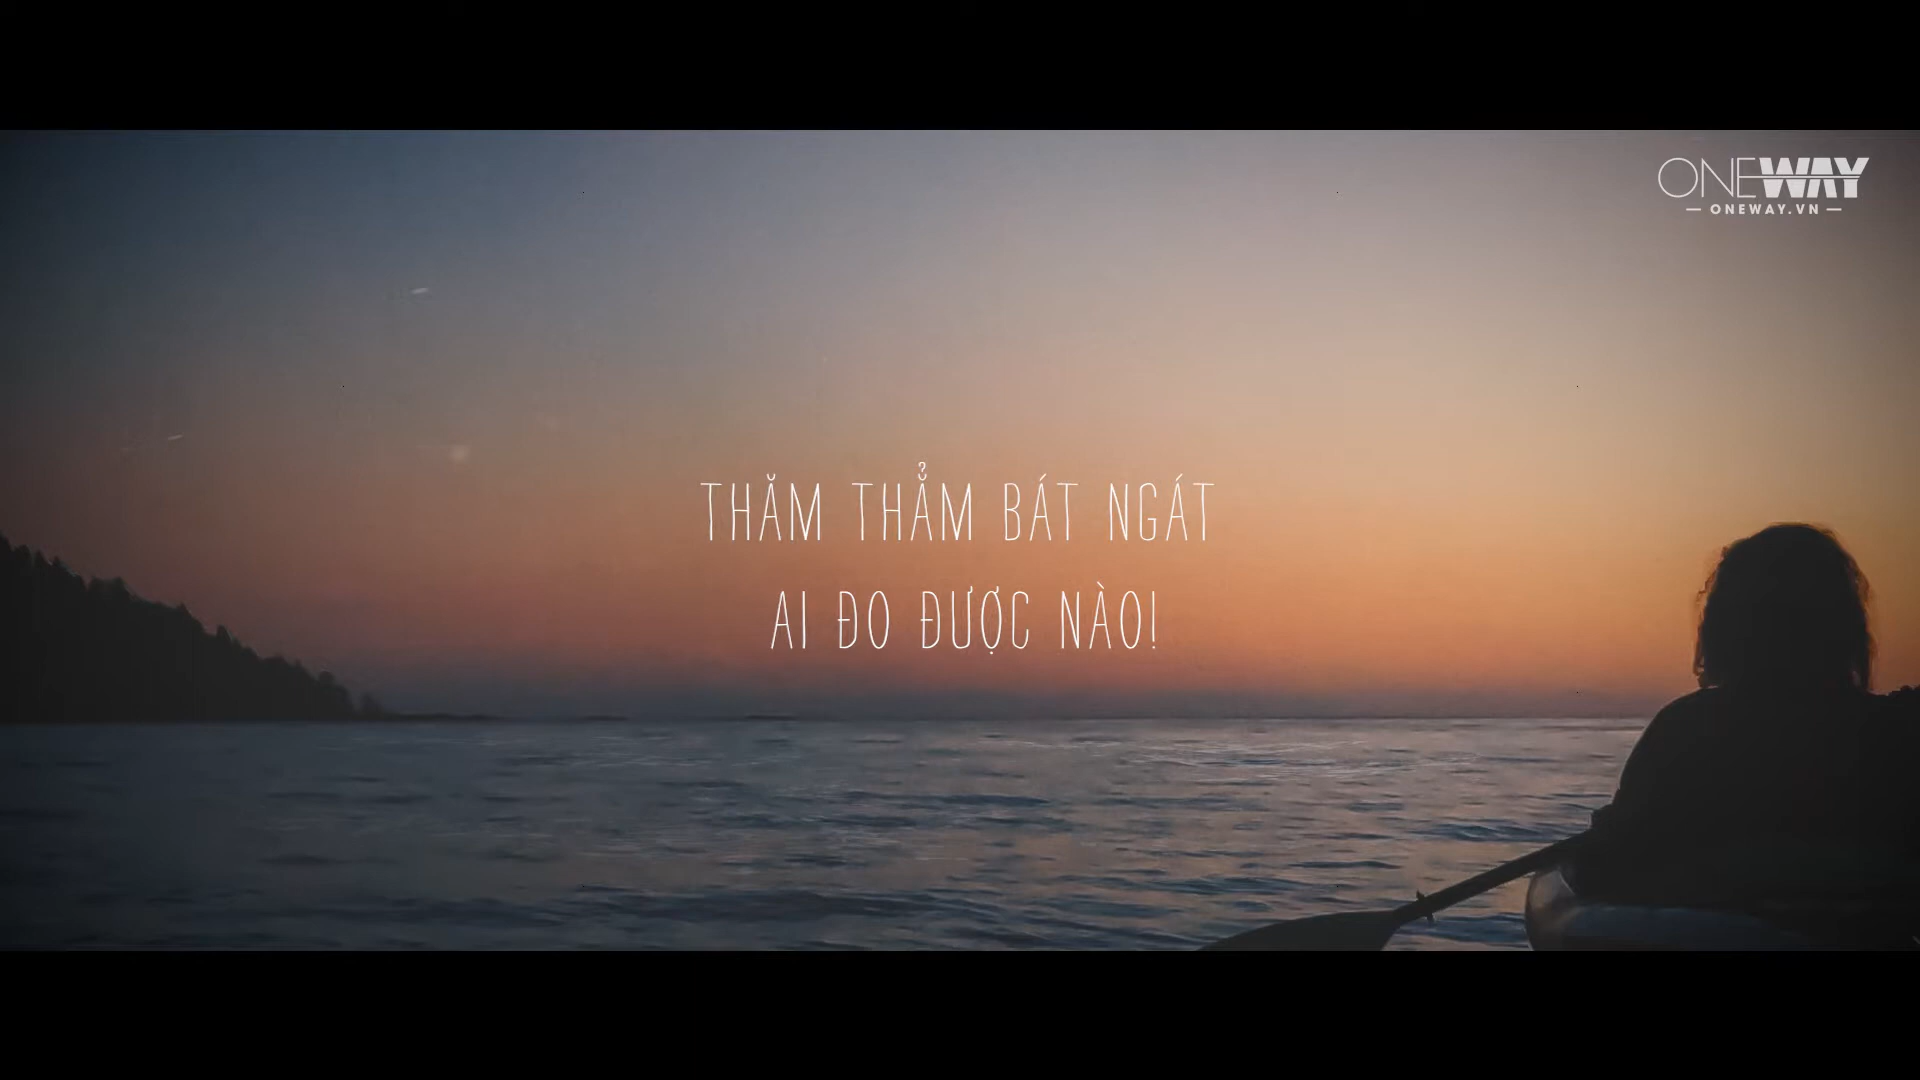 ONEWAY
— ONEWAY.VN —
THĂM THẲM BÁT NGÁT
AI ĐO ĐƯỢC NÀO!